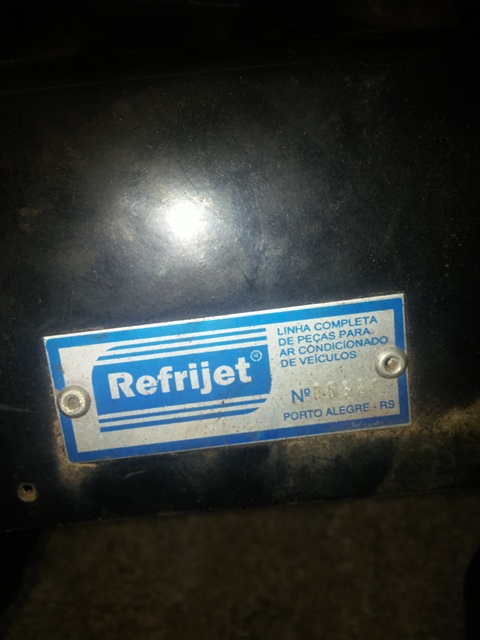 Refrijet®
LINHA COMPLETA
DE PEÇAS PARA
AR CONDICIONADO
DE VEÍCULOS
Nº
PORTO ALEGRE - RS